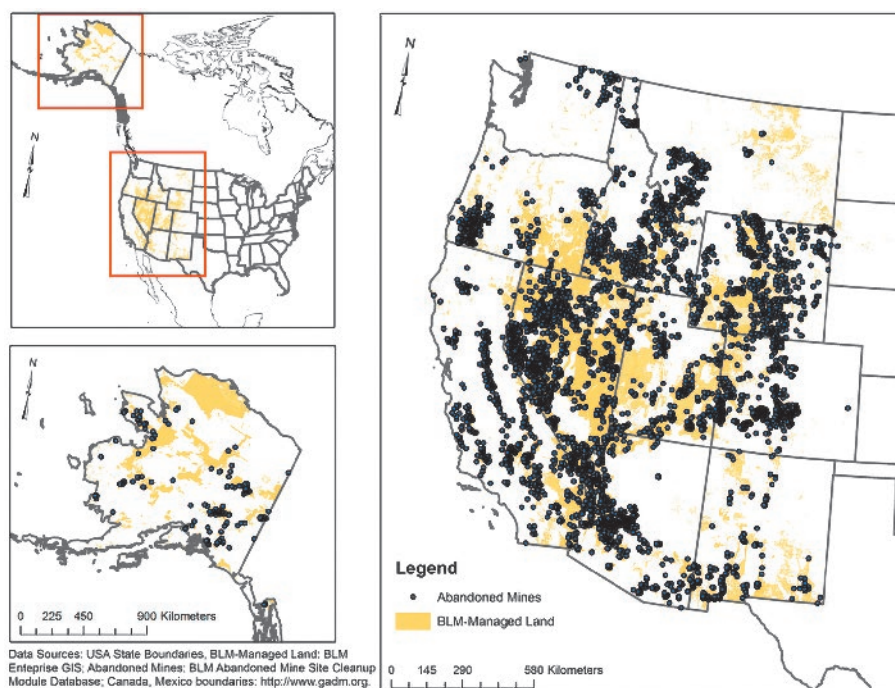 N
N
N
0 225 450 900 Kilometers
Data Sources: USA State Boundaries, BLM-Managed Land: BLM
Enteprise GIS; Abandoned Mines; BLM Abandoned Mine Site Cleanup
Module Database; Canada, Mexico boundaries: http://www.gadm.org.
Legend
Abandoned Mines
BLM-Managed Land
0 145 290 580 Kilometers